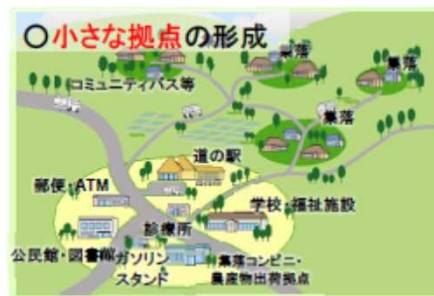 〇小さな拠点の形成
集落
集落
コミュニティバス等
集落
道の駅
郵便・ATM
学校・福祉施設
診療所
公民館・図書館
ガソリン
スタンド
集落コンビニ・
農産物出荷拠点